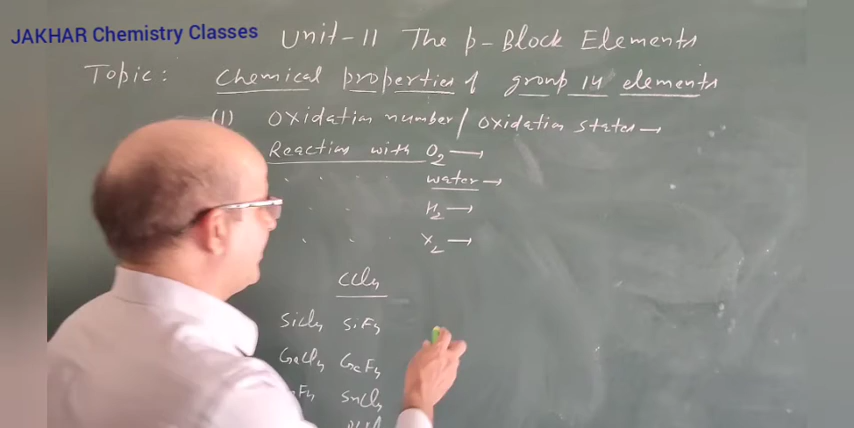 JAKHAR Chemistry Classes
Unit-11 The p-Block Elements
Topic: Chemical properties of group 14 elements
(1) Oxidation number/Oxidation states→
Reaction with O2→
" " " water→
" " H2→
" " X2→
CCl4
SiCl4 SiF4
GeCl4 GeF4
SnF4 SnCl4